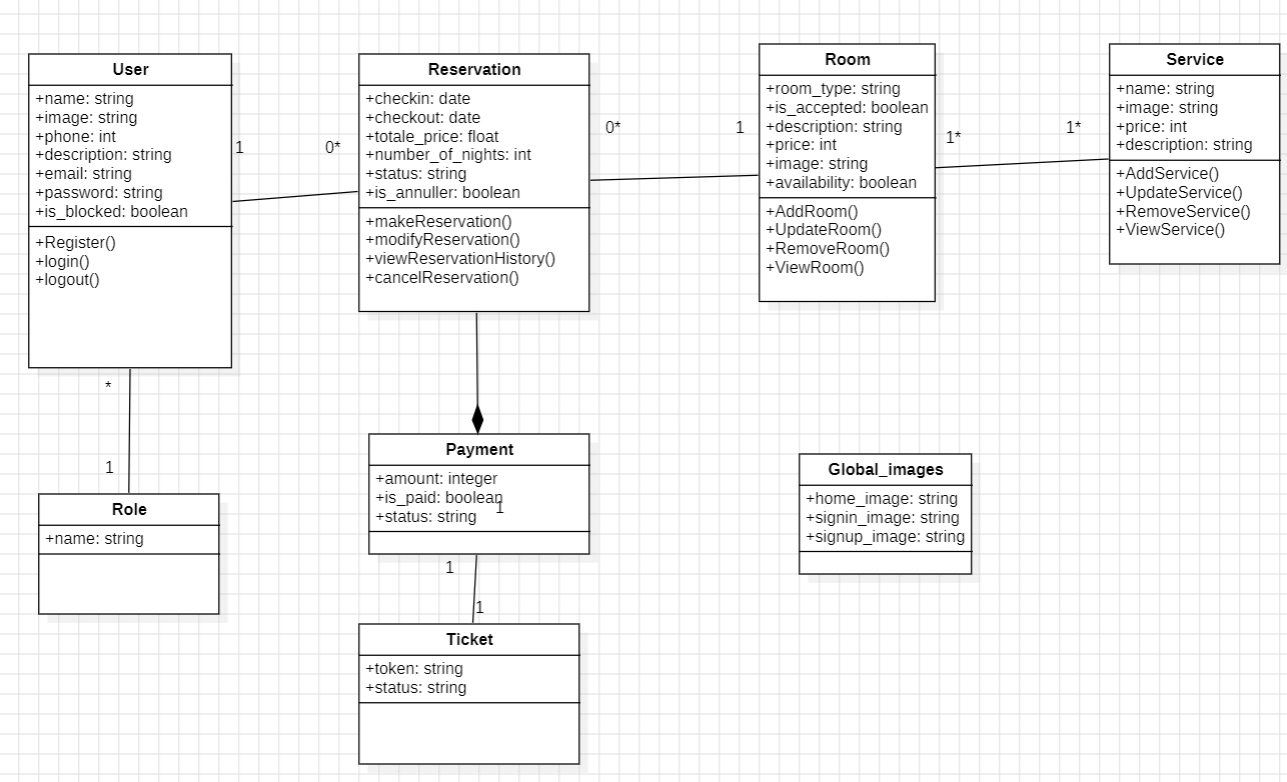 User
+name: string
+image: string
+phone: int
+description: string
+email: string
+password: string
+is_blocked: boolean
+Register()
+login()
+logout()
1
0*
Reservation
+checkin: date
+checkout: date
+totale_price: float
+number_of_nights: int
+status: string
+is_annuller: boolean
+makeReservation()
+modifyReservation()
+viewReservationHistory()
+cancelReservation()
0*
1
Room
+room_type: string
+is_accepted: boolean
+description: string
+price: int
+image: string
+availability: boolean
+AddRoom()
+UpdateRoom()
+RemoveRoom()
+ViewRoom()
1*
1*
Service
+name: string
+image: string
+price: int
+description: string
+AddService()
+UpdateService()
+RemoveService()
+ViewService()
*
1
Role
+name: string
Payment
+amount: integer
+is_paid: boolean
+status: string
1
1
1
Ticket
+token: string
+status: string
Global_images
+home_image: string
+signin_image: string
+signup_image: string